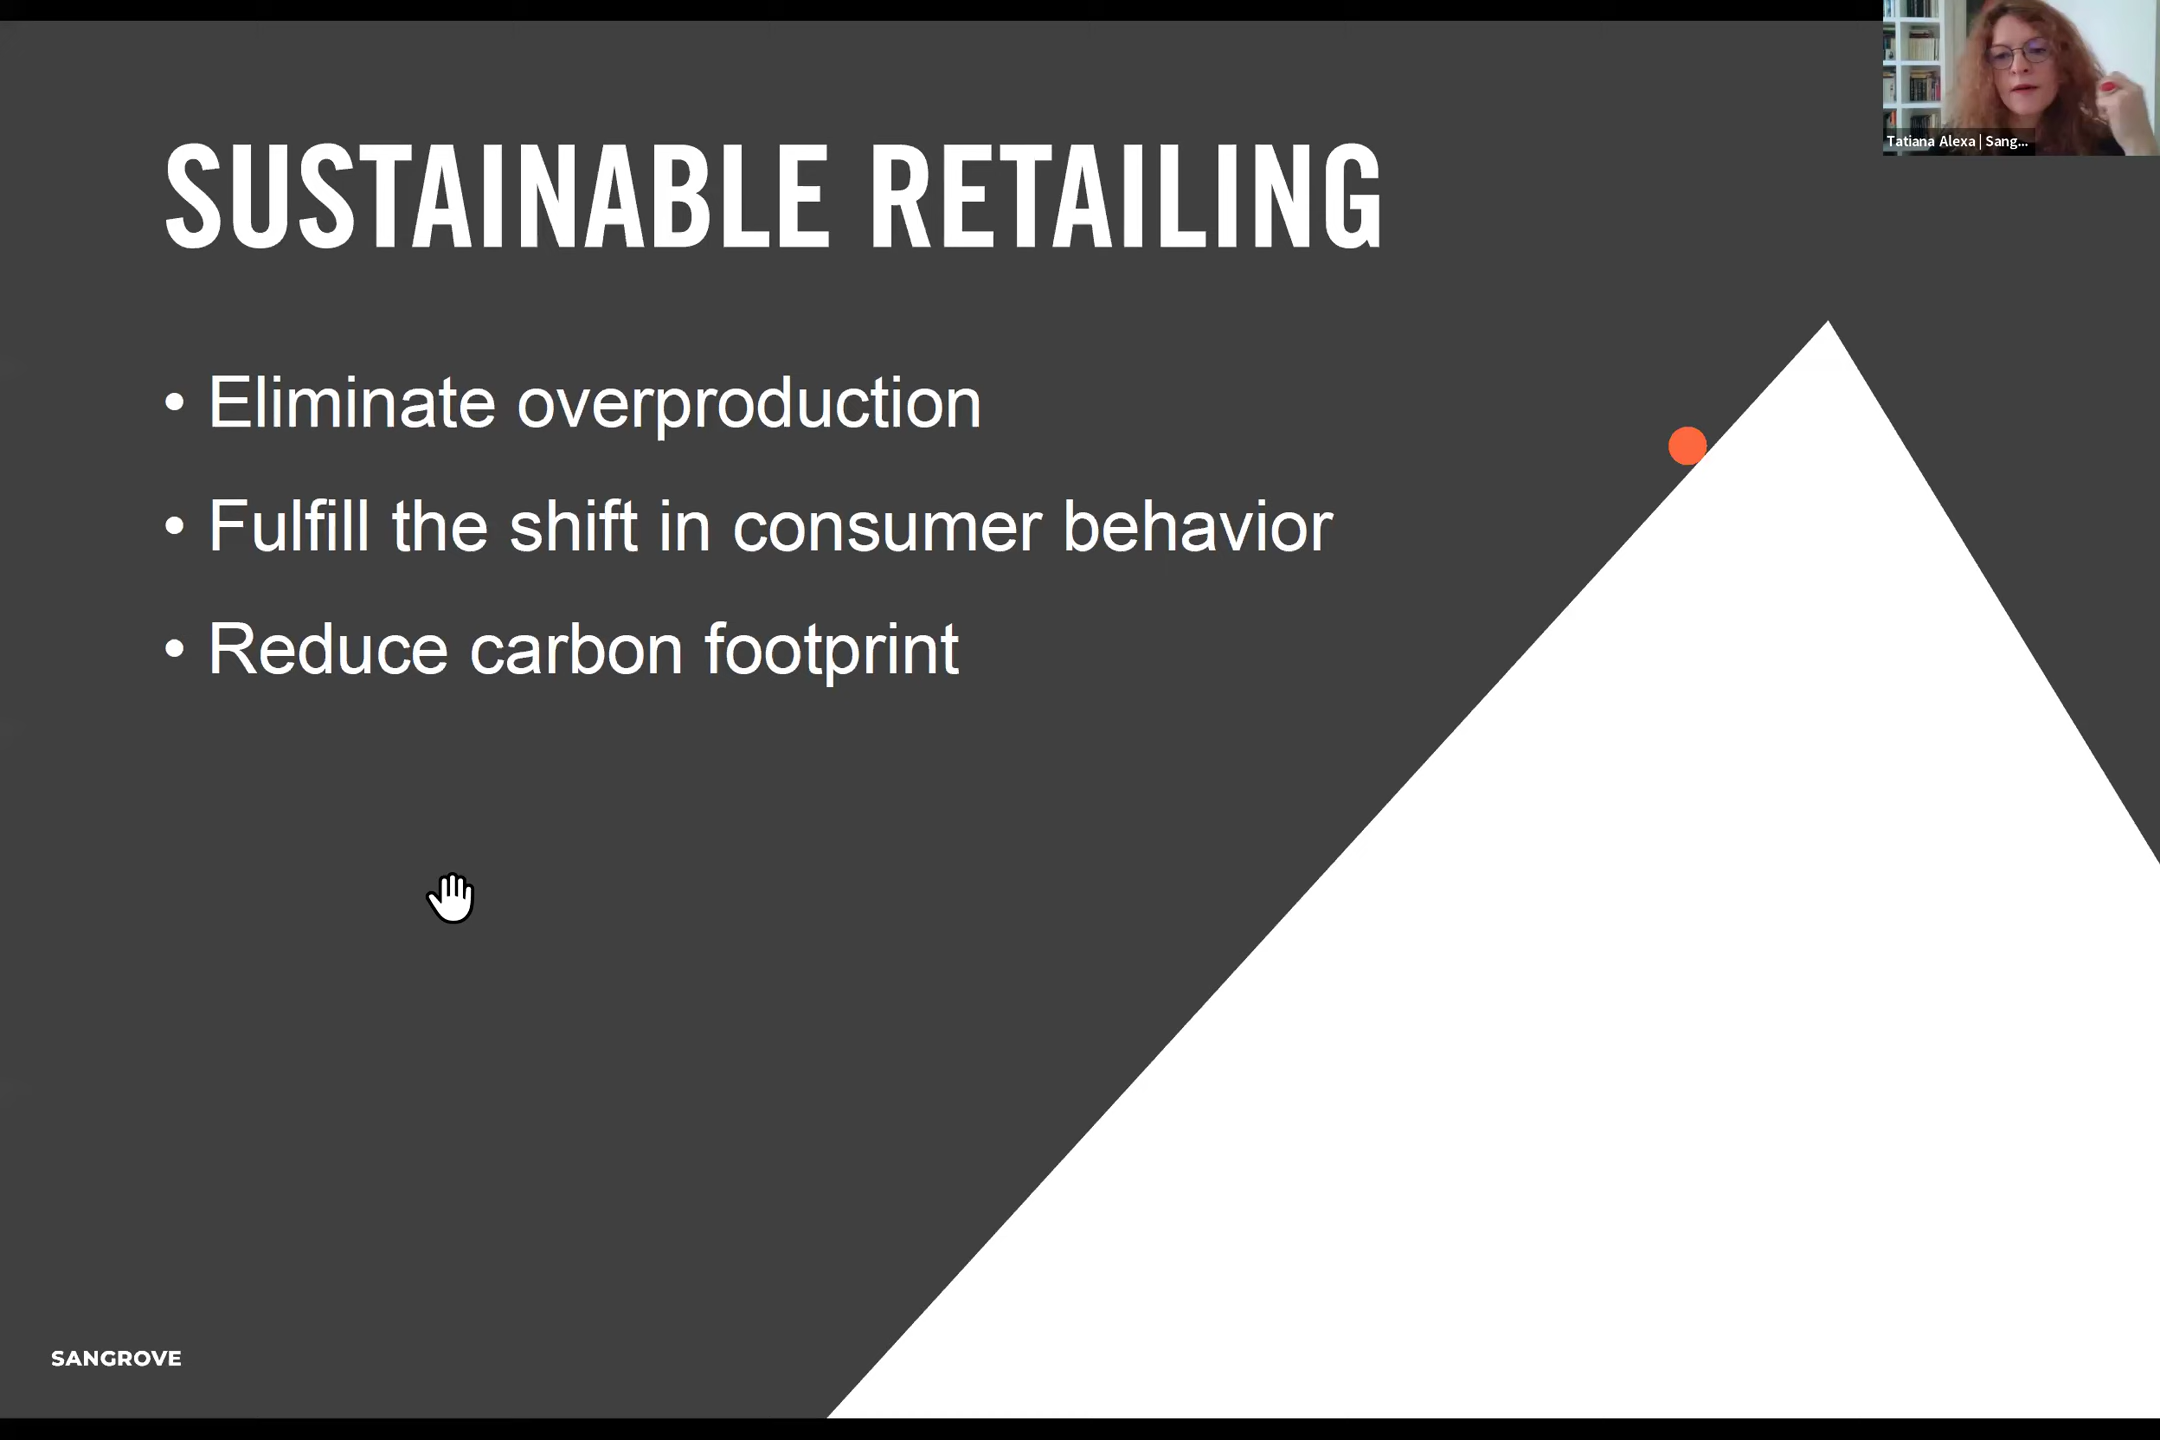 Tatiana Alexa | Sang...
SUSTAINABLE RETAILING
• Eliminate overproduction
• Fulfill the shift in consumer behavior
• Reduce carbon footprint
SANGROVE